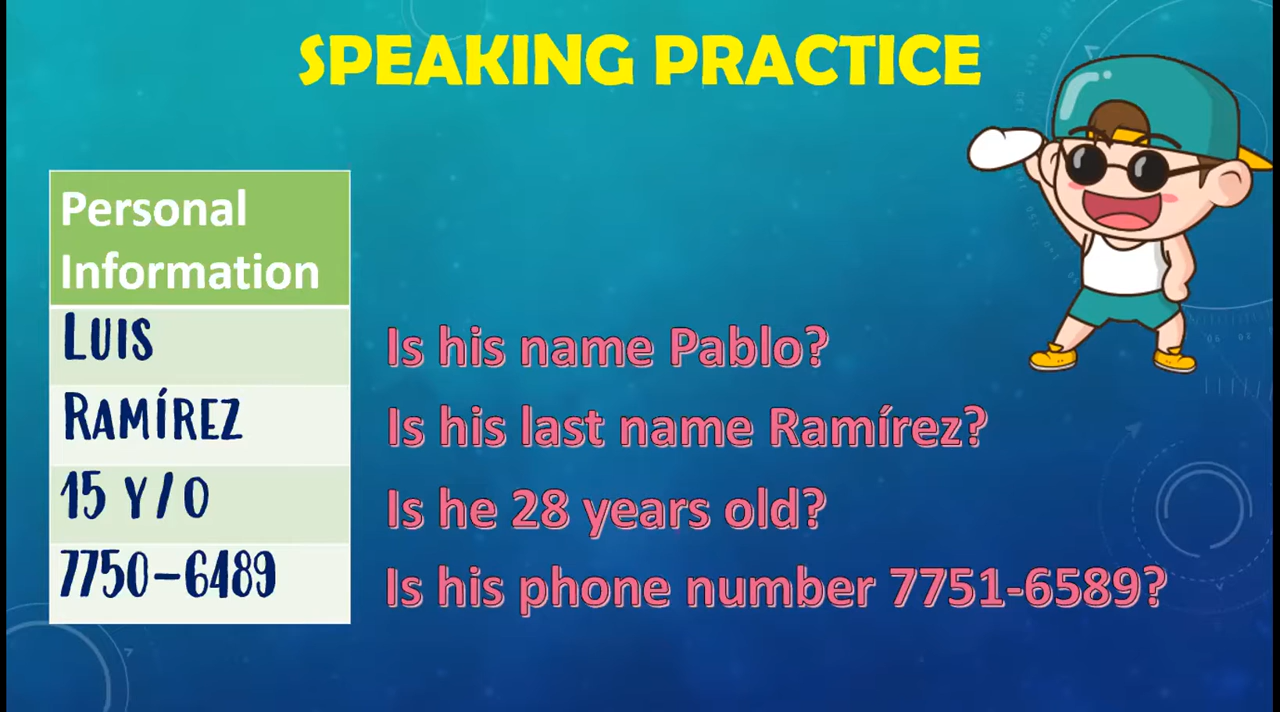 SPEAKING PRACTICE
Personal
Information
LUIS
RAMÍREZ
15 Y/O
7750-6489
Is his name Pablo?
Is his last name Ramírez?
Is he 28 years old?
Is his phone number 7751-6589?